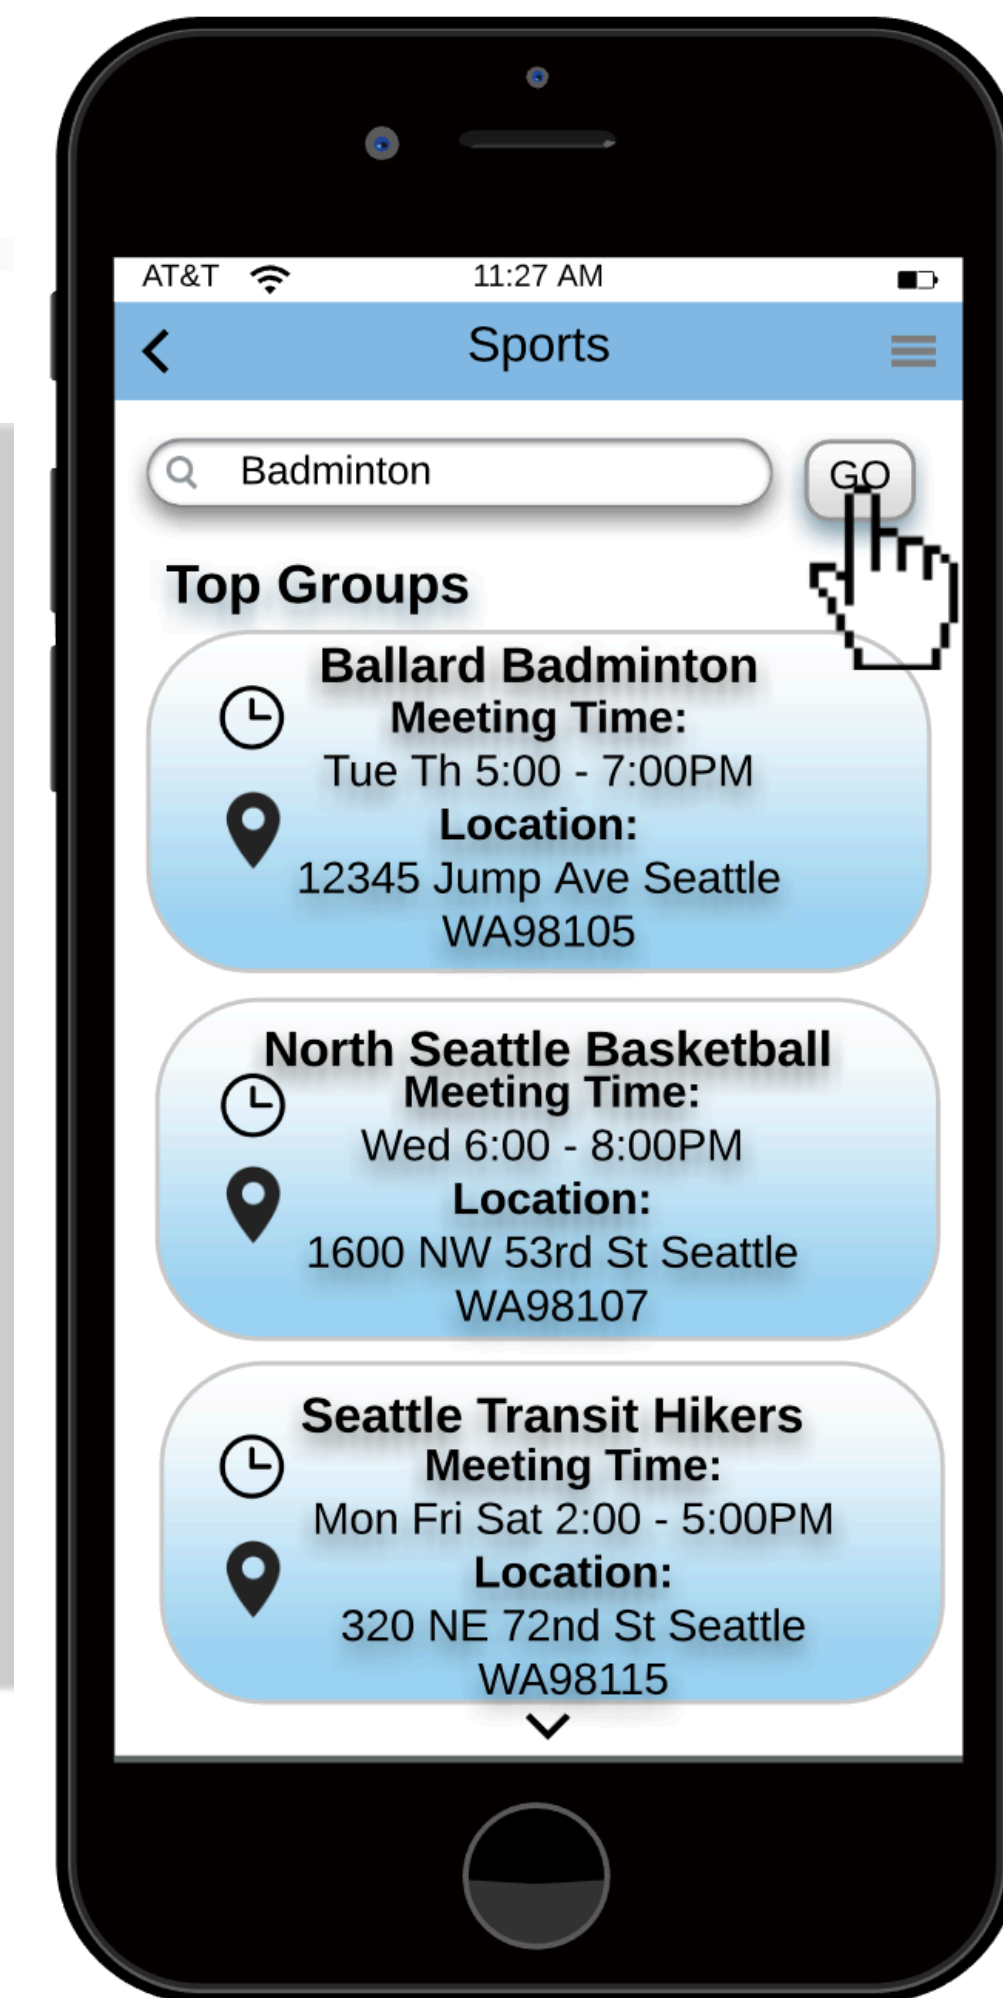 AT&T 11:27 AM
Sports
Badminton GO
Top Groups
Ballard Badminton
Meeting Time:
Tue Th 5:00 - 7:00PM
Location:
12345 Jump Ave Seattle
WA98105
North Seattle Basketball
Meeting Time:
Wed 6:00 - 8:00PM
Location:
1600 NW 53rd St Seattle
WA98107
Seattle Transit Hikers
Meeting Time:
Mon Fri Sat 2:00 - 5:00PM
Location:
320 NE 72nd St Seattle
WA98115